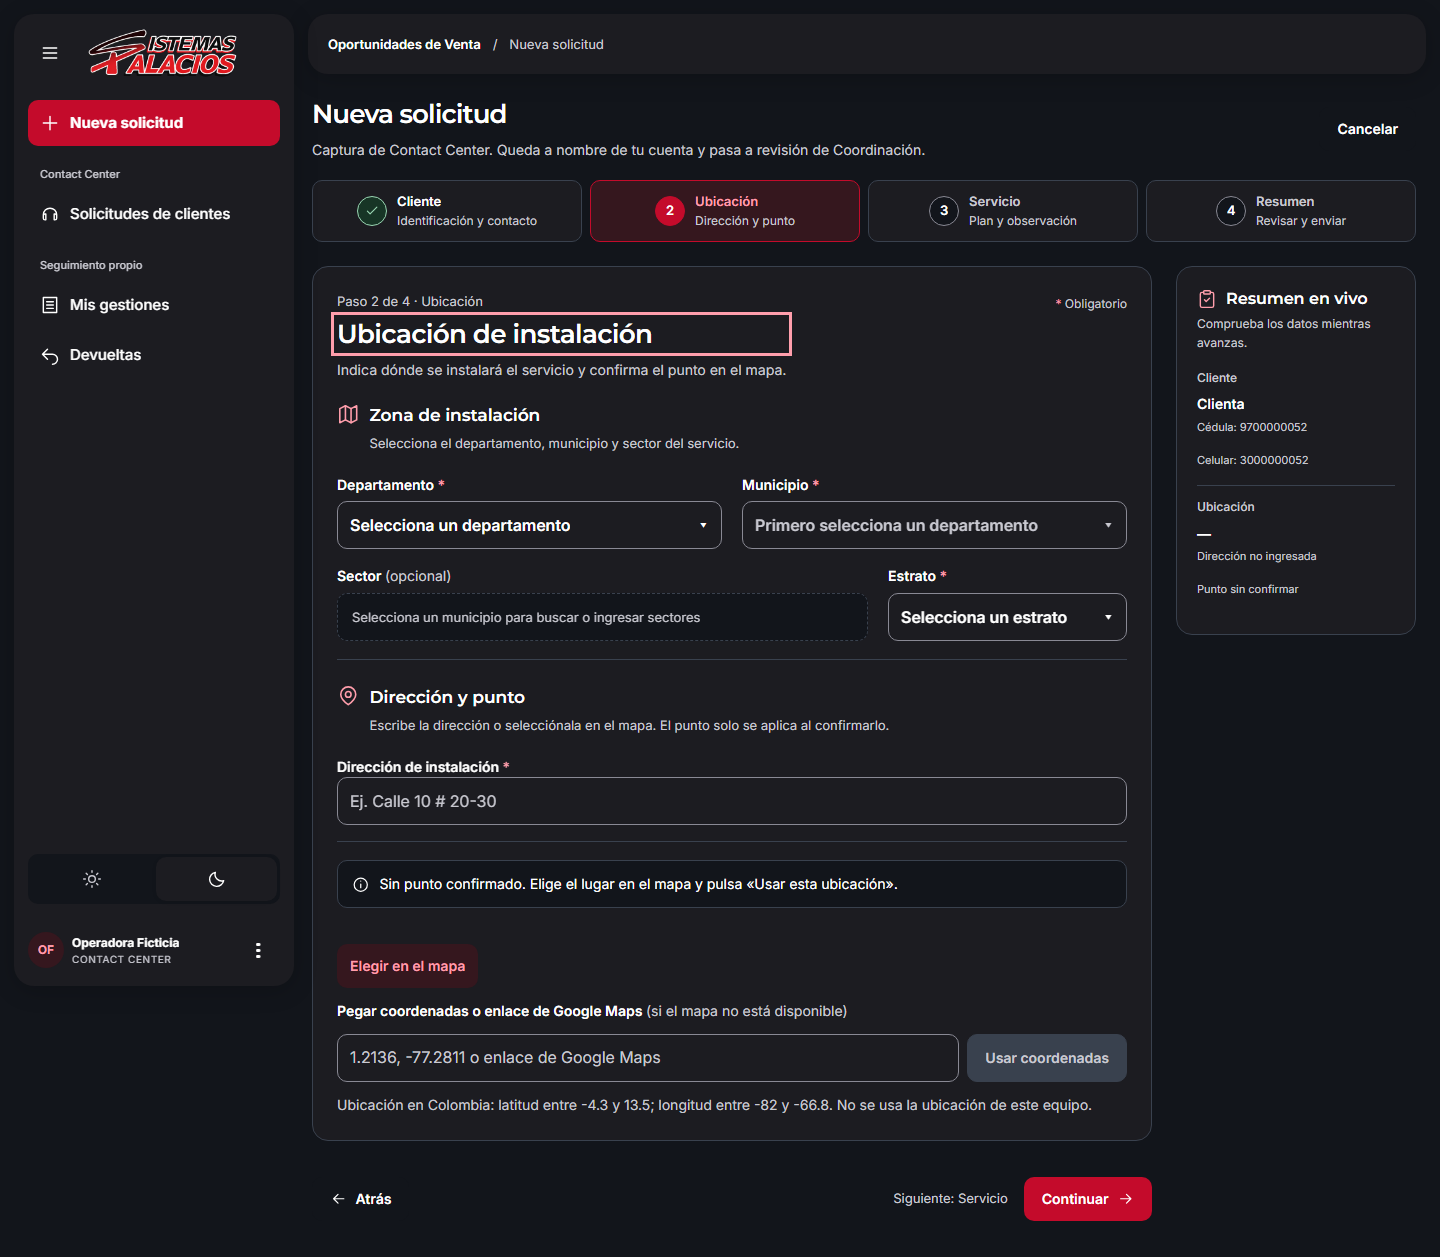 SISTEMAS
PALACIOS
Nueva solicitud
Contact Center
Solicitudes de clientes
Seguimiento propio
Mis gestiones
Devueltas
OF
Operadora Ficticia
CONTACT CENTER
Oportunidades de Venta / Nueva solicitud
Nueva solicitud
Captura de Contact Center. Queda a nombre de tu cuenta y pasa a revisión de Coordinación.
Cancelar
Cliente
Identificación y contacto
2
Ubicación
Dirección y punto
3
Servicio
Plan y observación
4
Resumen
Revisar y enviar
Paso 2 de 4 · Ubicación
* Obligatorio
Ubicación de instalación
Indica dónde se instalará el servicio y confirma el punto en el mapa.
Zona de instalación
Selecciona el departamento, municipio y sector del servicio.
Departamento *
Selecciona un departamento
Municipio *
Primero selecciona un departamento
Sector (opcional)
Selecciona un municipio para buscar o ingresar sectores
Estrato *
Selecciona un estrato
Dirección y punto
Escribe la dirección o selecciónala en el mapa. El punto solo se aplica al confirmarlo.
Dirección de instalación *
Ej. Calle 10 # 20-30
Sin punto confirmado. Elige el lugar en el mapa y pulsa «Usar esta ubicación».
Elegir en el mapa
Pegar coordenadas o enlace de Google Maps (si el mapa no está disponible)
1.2136, -77.2811 o enlace de Google Maps
Usar coordenadas
Ubicación en Colombia: latitud entre -4.3 y 13.5; longitud entre -82 y -66.8. No se usa la ubicación de este equipo.
Atrás
Siguiente: Servicio
Continuar
Resumen en vivo
Comprueba los datos mientras
avanzas.
Cliente
Clienta
Cédula: 9700000052
Celular: 3000000052
Ubicación
—
Dirección no ingresada
Punto sin confirmar